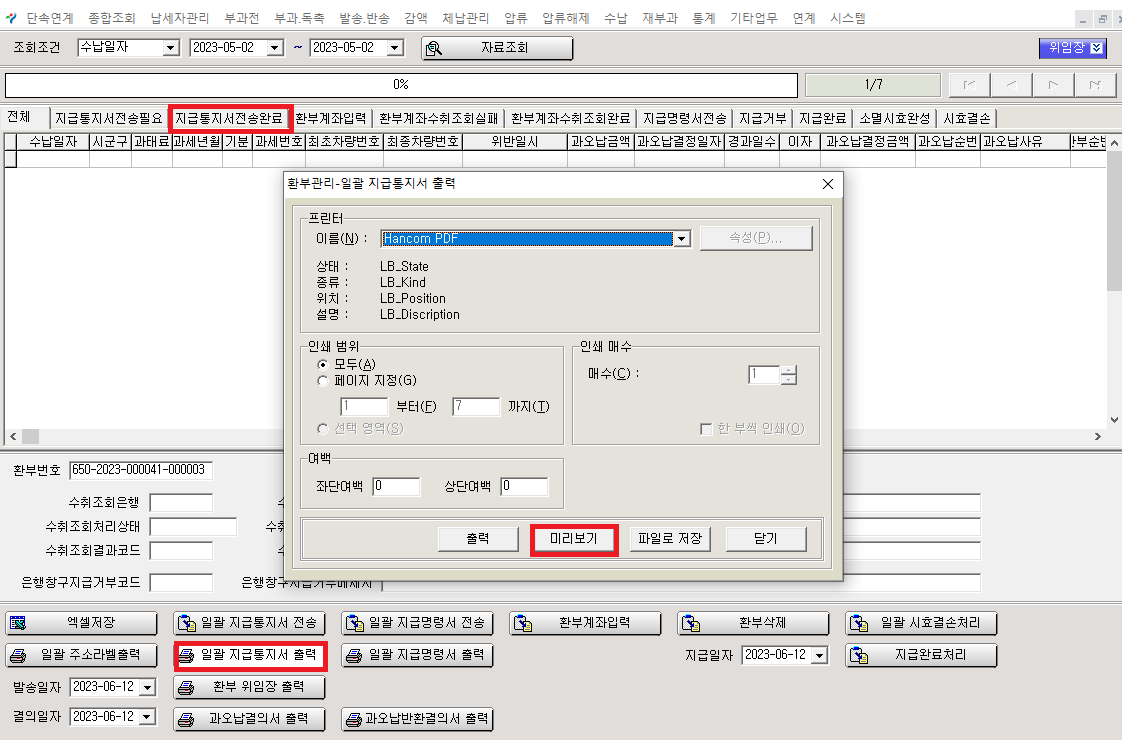 단속연계 종합조회 납세자관리 부과전 부과.독촉 발송.반송 감액 체납관리 압류 압류해제 수납 재부과 통계 기타업무 연계 시스템
조회조건 수납일자 2023-05-02 ~ 2023-05-02 자료조회 위임장
0% 1/7
전체 지급통지서전송필요 지급통지서전송완료 환부계좌입력 환부계좌수취조회실패 환부계좌수취조회완료 지급명령서전송 지급거부 지급완료 소멸시효완성 시효결손
수납일자 시군구 과태료 과세년월 기분 과세번호 최초차량번호 최종차량번호 위반일시 과오납금액 과오납결정일자 경과일수 이자 과오납결정금액 과오납순번 과오납사유
환부관리-일괄 지급통지서 출력
프린터
이름(N) : Hancom PDF 속성(P)...
상태 : LB_State
종류 : LB_Kind
위치 : LB_Position
설명 : LB_Discription
인쇄 범위 인쇄 매수
모두(A)
매수(C) : 1
페이지 지정(G)
1 부터(F) 7 까지(T)
선택 영역(S) 한 부씩 인쇄(O)
여백
좌단여백 0 상단여백 0
출력 미리보기 파일로 저장 닫기
환부번호 650-2023-000041-000003
수취조회은행
수취조회처리상태
수취조회결과코드
은행창구지급거부코드 은행창구지급거부메세지
엑셀저장 일괄 지급통지서 전송 일괄 지급명령서 전송 환부계좌입력 환부삭제 일괄 시효결손처리
일괄 주소라벨출력 일괄 지급통지서 출력 일괄 지급명령서 출력 지급일자 2023-06-12 지급완료처리
발송일자 2023-06-12 환부 위임장 출력
결의일자 2023-06-12 과오납결의서 출력 과오납반환결의서 출력